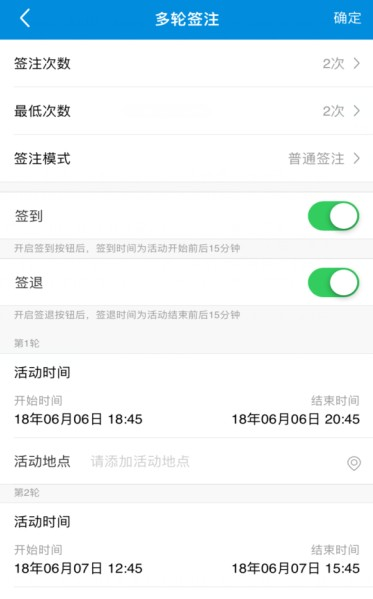 多轮签注 确定
签注次数 2次
最低次数 2次
签注模式 普通签注
签到
开启签到按钮后，签到时间为活动开始前后15分钟
签退
开启签退按钮后，签退时间为活动结束前后15分钟
第1轮
活动时间
开始时间 结束时间
18年06月06日 18:45 18年06月06日 20:45
活动地点 请添加活动地点
第2轮
活动时间
开始时间 结束时间
18年06月07日 12:45 18年06月07日 15:45